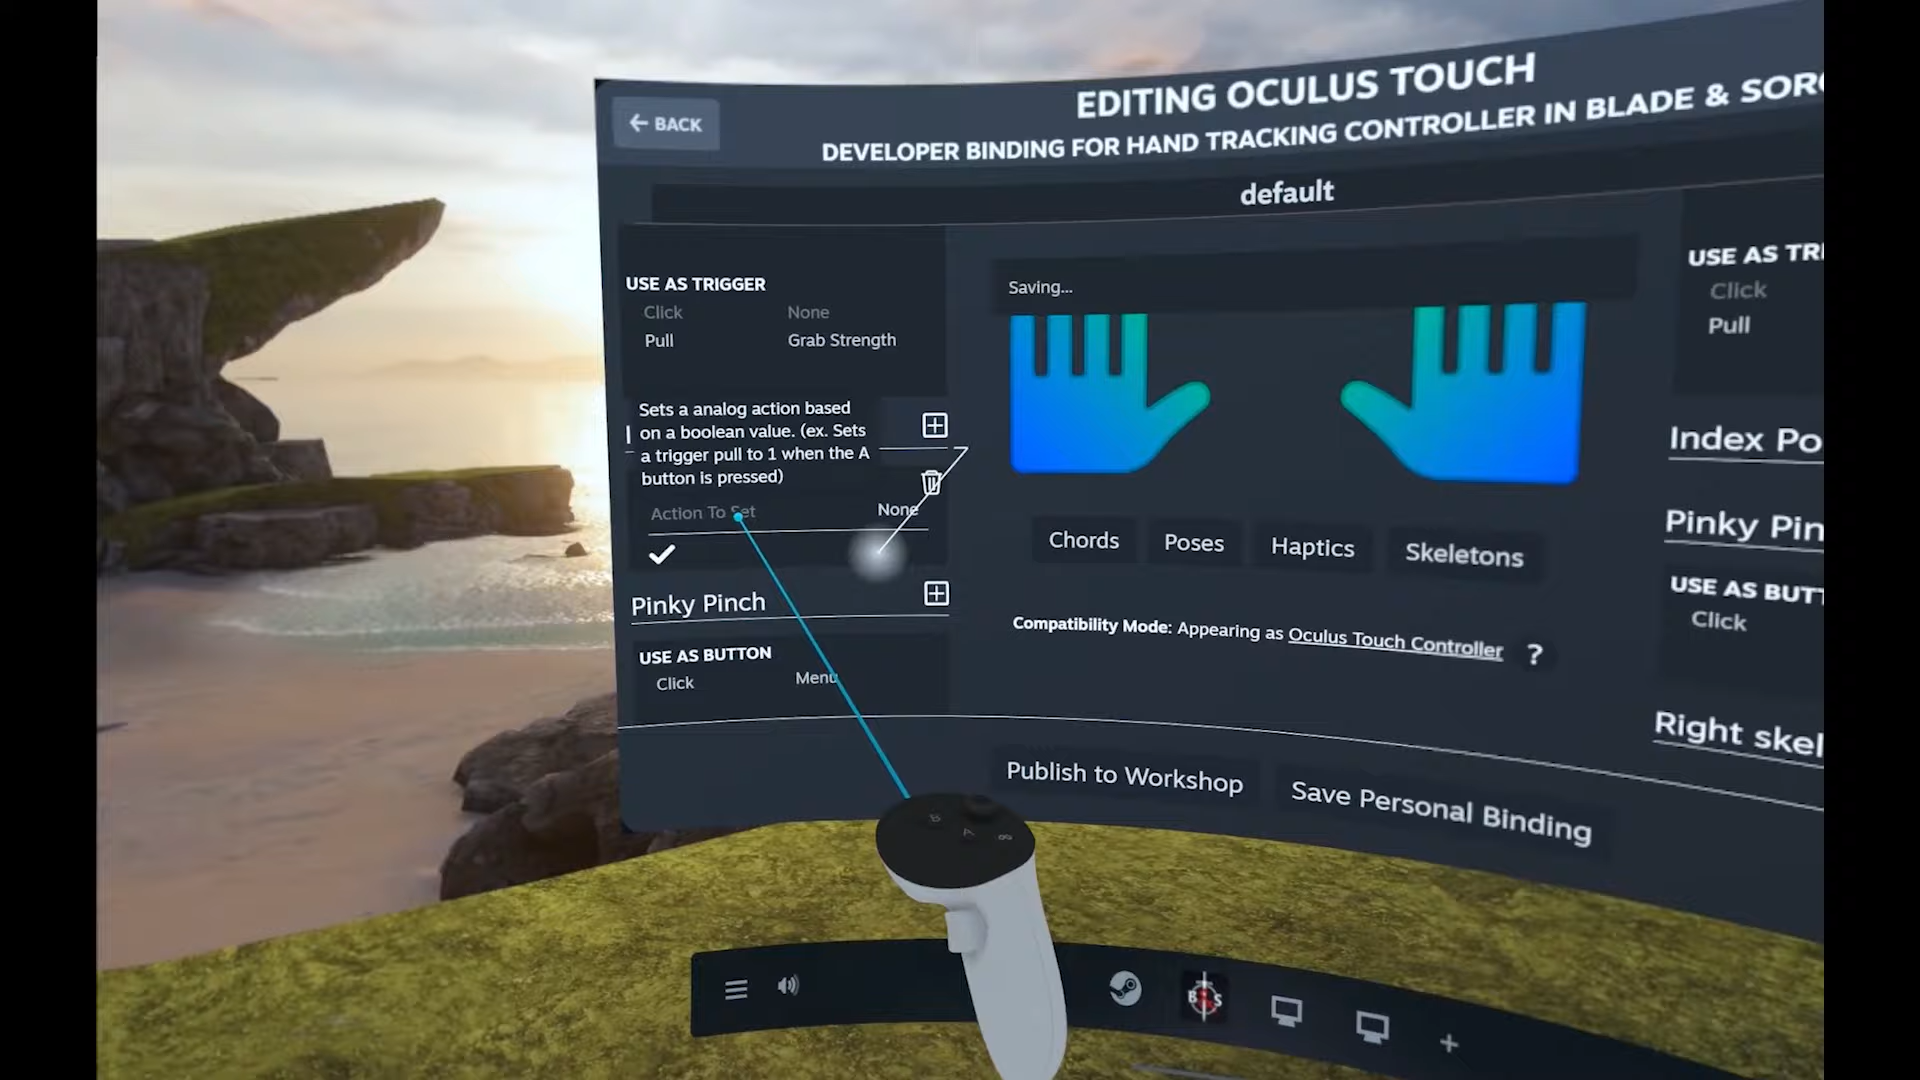 ← BACK
EDITING OCULUS TOUCH
DEVELOPER BINDING FOR HAND TRACKING CONTROLLER IN BLADE & SOR
default
USE AS TRIGGER
Click None
Pull Grab Strength
Sets a analog action based
on a boolean value. (ex. Sets
a trigger pull to 1 when the A
button is pressed)
Action To Set None
Pinky Pinch
USE AS BUTTON
Click Menu
Saving...
Chords Poses Haptics Skeletons
Compatibility Mode: Appearing as Oculus Touch Controller ?
Publish to Workshop Save Personal Binding
USE AS TRI
Click
Pull
Index Po
Pinky Pin
USE AS BUTT
Click
Right skel
B A
B S